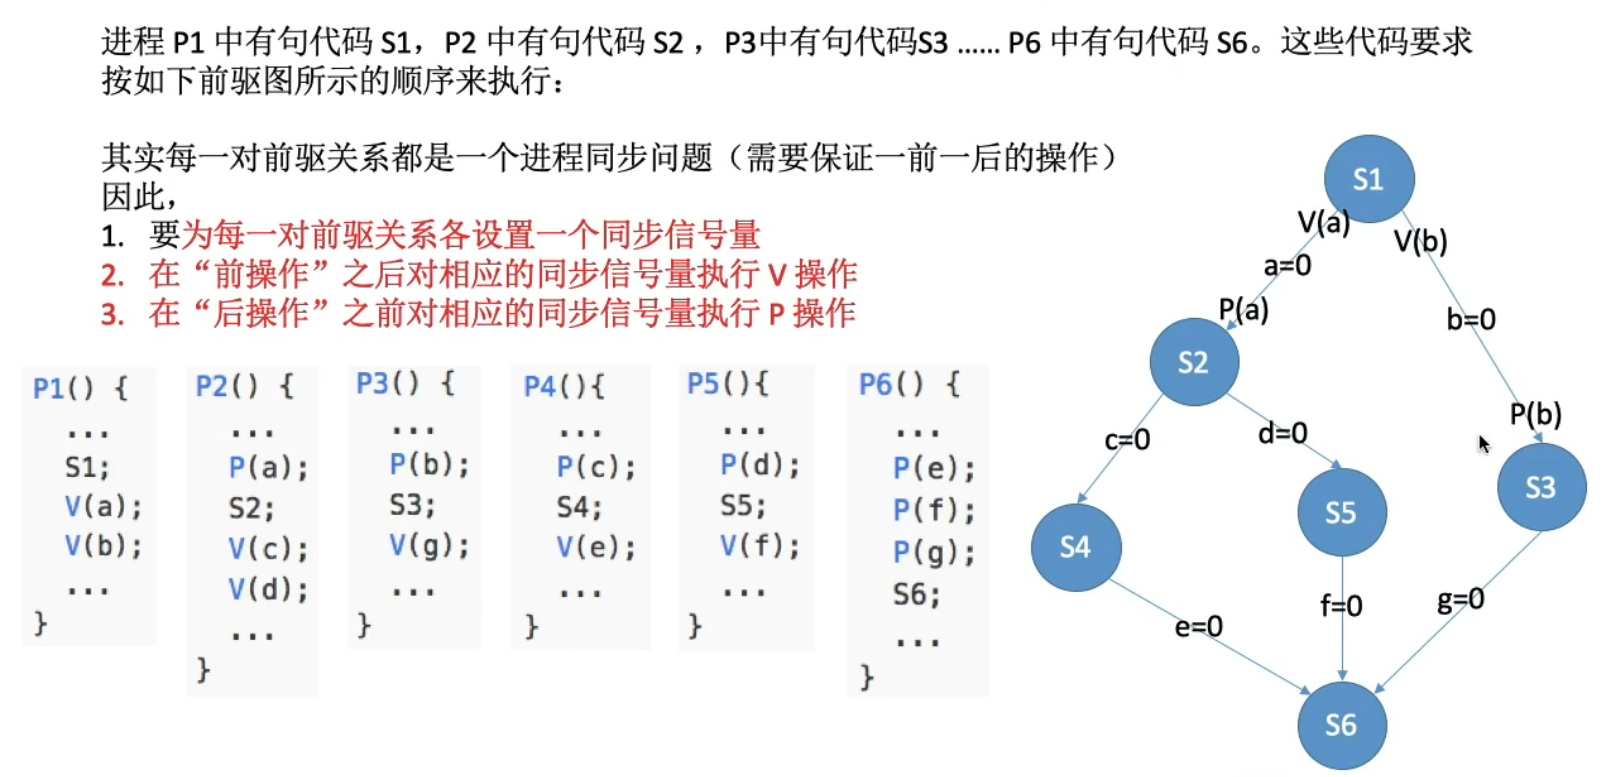 进程 P1 中有句代码 S1，P2 中有句代码 S2 ，P3中有句代码S3 …… P6 中有句代码 S6。这些代码要求
按如下前驱图所示的顺序来执行：
其实每一对前驱关系都是一个进程同步问题（需要保证一前一后的操作）
因此，
1. 要为每一对前驱关系各设置一个同步信号量
2. 在“前操作”之后对相应的同步信号量执行 V 操作
3. 在“后操作”之前对相应的同步信号量执行 P 操作
P1() {
...
S1;
V(a);
V(b);
...
}
P2() {
...
P(a);
S2;
V(c);
V(d);
...
}
P3() {
...
P(b);
S3;
V(g);
...
}
P4(){
...
P(c);
S4;
V(e);
...
}
P5(){
...
P(d);
S5;
V(f);
...
}
P6() {
...
P(e);
P(f);
P(g);
S6;
...
}
S1
V(a)
V(b)
a=0
P(a)
b=0
S2
P(b)
c=0
d=0
S3
S5
S4
f=0
g=0
e=0
S6